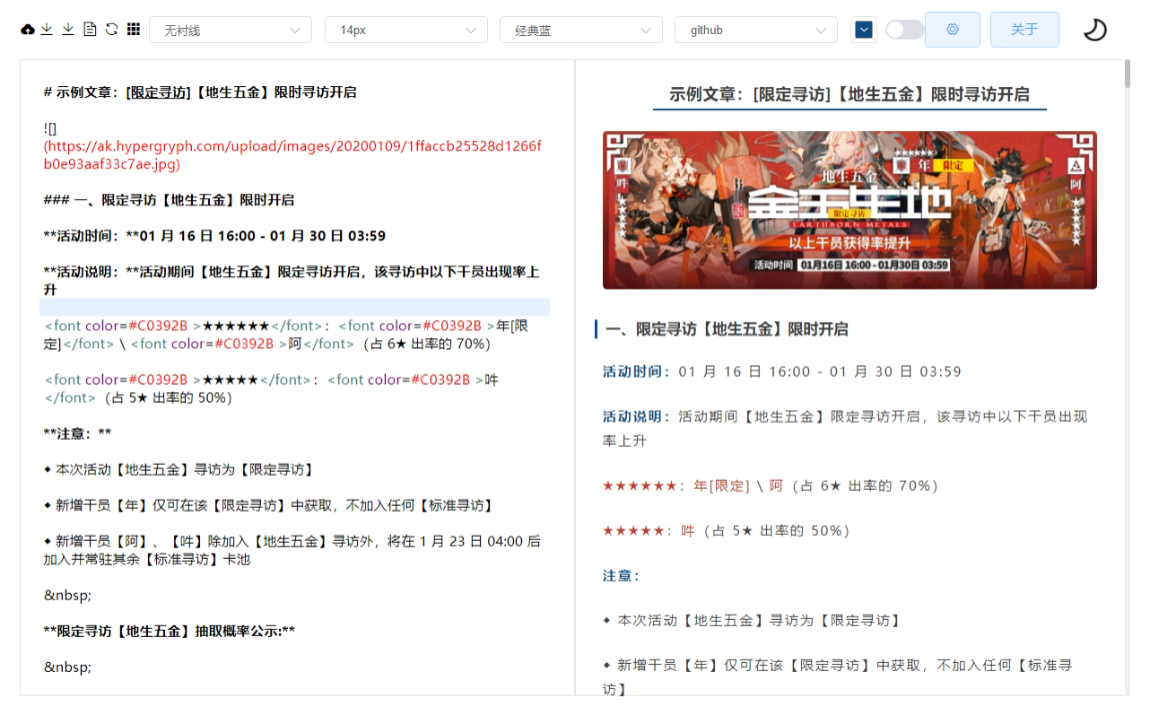 无衬线 14px 经典蓝 github 关于
# 示例文章：[限定寻访]【地生五金】限时寻访开启
![]
(https://ak.hypergryph.com/upload/images/20200109/1ffaccb25528d1266f
b0e93aaf33c7ae.jpg)
### 一、限定寻访【地生五金】限时开启
**活动时间：**01 月 16 日 16:00 - 01 月 30 日 03:59
**活动说明：**活动期间【地生五金】限定寻访开启，该寻访中以下干员出现率上
升
<font color=#C0392B >★★★★★★</font>：<font color=#C0392B >年[限
定]</font> \ <font color=#C0392B >阿</font>（占 6★ 出率的 70%）
<font color=#C0392B >★★★★★</font>：<font color=#C0392B >吽
</font>（占 5★ 出率的 50%）
**注意：**
◆ 本次活动【地生五金】寻访为【限定寻访】
◆ 新增干员【年】仅可在该【限定寻访】中获取，不加入任何【标准寻访】
◆ 新增干员【阿】、【吽】除加入【地生五金】寻访外，将在 1 月 23 日 04:00 后
加入并常驻其余【标准寻访】卡池
&nbsp;
**限定寻访【地生五金】抽取概率公示:**
&nbsp;
示例文章：[限定寻访]【地生五金】限时寻访开启
吽
★★★★★
地生五金
★★★★★★
年 限定
阿
★★★★★★
金五生地
限定寻访
EARTHBORN METALS
以上干员获得率提升
活动时间 01月16日 16:00 - 01月30日 03:59
一、限定寻访【地生五金】限时开启
活动时间：01 月 16 日 16:00 - 01 月 30 日 03:59
活动说明：活动期间【地生五金】限定寻访开启，该寻访中以下干员出现
率上升
★★★★★★：年[限定] \ 阿（占 6★ 出率的 70%）
★★★★★：吽（占 5★ 出率的 50%）
注意：
◆ 本次活动【地生五金】寻访为【限定寻访】
◆ 新增干员【年】仅可在该【限定寻访】中获取，不加入任何【标准寻
访】